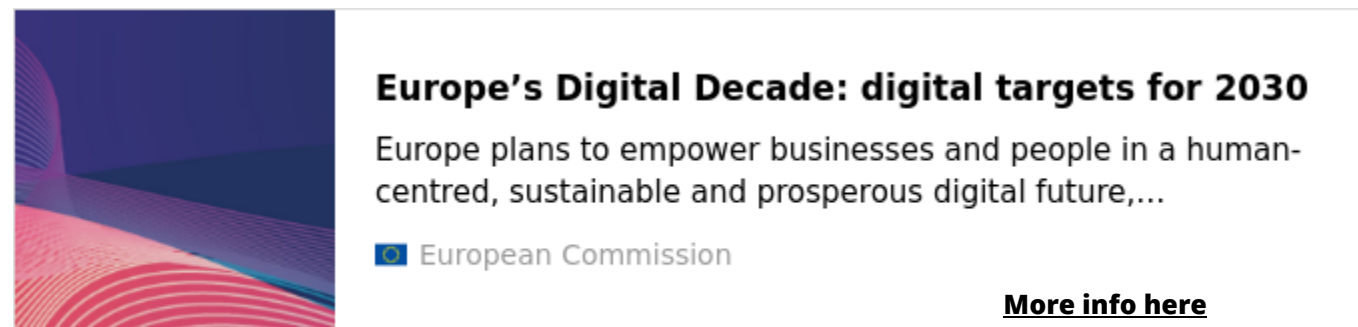 Europe’s Digital Decade: digital targets for 2030
Europe plans to empower businesses and people in a human-
centred, sustainable and prosperous digital future,...
European Commission
More info here